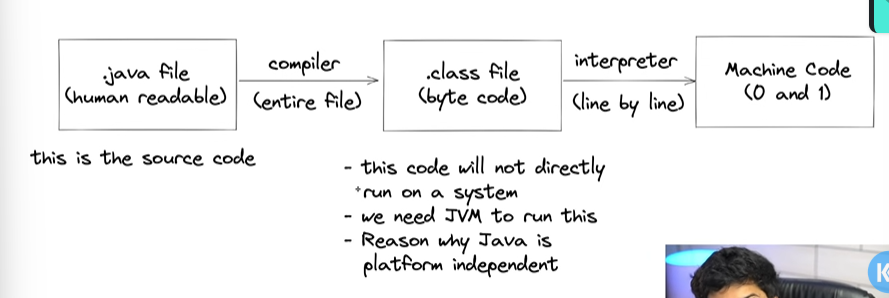 .java file
(human readable)
compiler
(entire file)
.class file
(byte code)
interpreter
(line by line)
Machine Code
(0 and 1)
this is the source code
- this code will not directly
run on a system
- we need JVM to run this
- Reason why Java is
platform independent
K